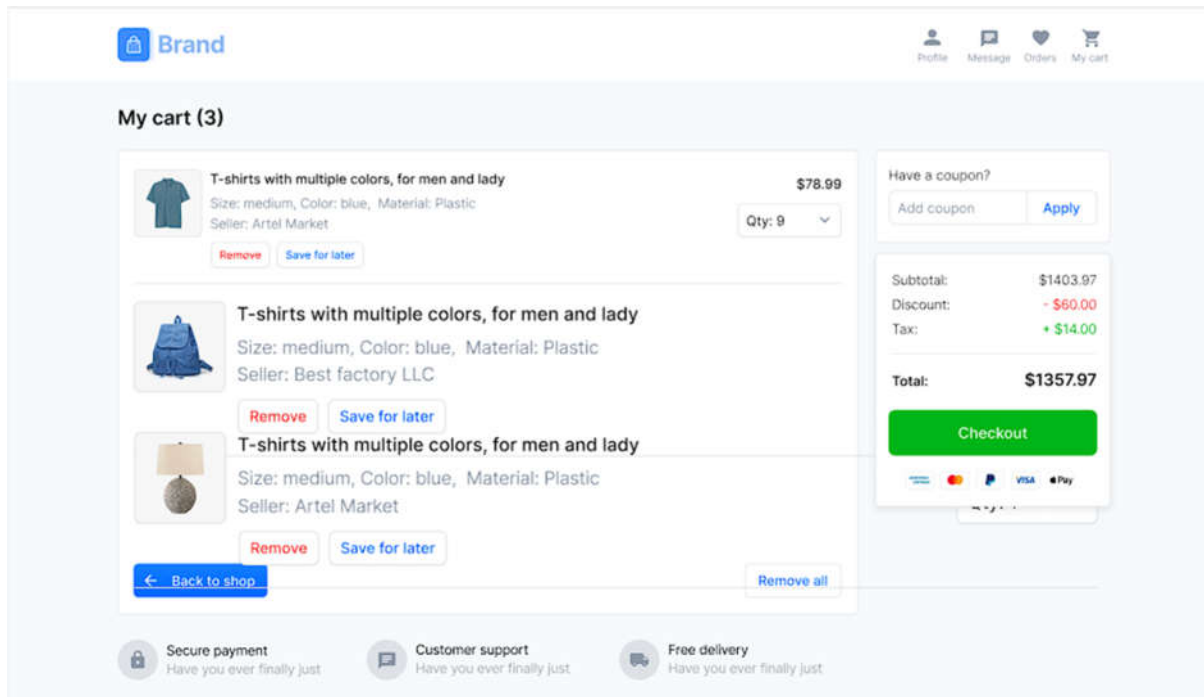 Brand
Profile Message Orders My cart
My cart (3)
T-shirts with multiple colors, for men and lady
$78.99
Size: medium, Color: blue, Material: Plastic
Seller: Artel Market
Qty: 9
Remove Save for later
T-shirts with multiple colors, for men and lady
Size: medium, Color: blue, Material: Plastic
Seller: Best factory LLC
Remove Save for later
T-shirts with multiple colors, for men and lady
Size: medium, Color: blue, Material: Plastic
Seller: Artel Market
Remove Save for later
Back to shop
Remove all
Have a coupon?
Add coupon Apply
Subtotal: $1403.97
Discount: - $60.00
Tax: + $14.00
Total: $1357.97
Checkout
VISA Pay
Secure payment
Have you ever finally just
Customer support
Have you ever finally just
Free delivery
Have you ever finally just